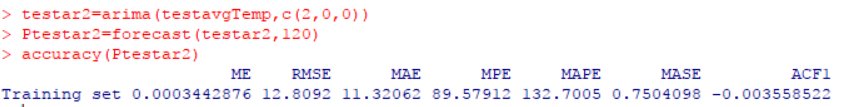 > testar2=arima(testavgTemp,c(2,0,0))
> Ptestar2=forecast(testar2,120)
> accuracy(Ptestar2)
ME RMSE MAE MPE MAPE MASE ACF1
Training set 0.0003442876 12.8092 11.32062 89.57912 132.7005 0.7504098 -0.003558522